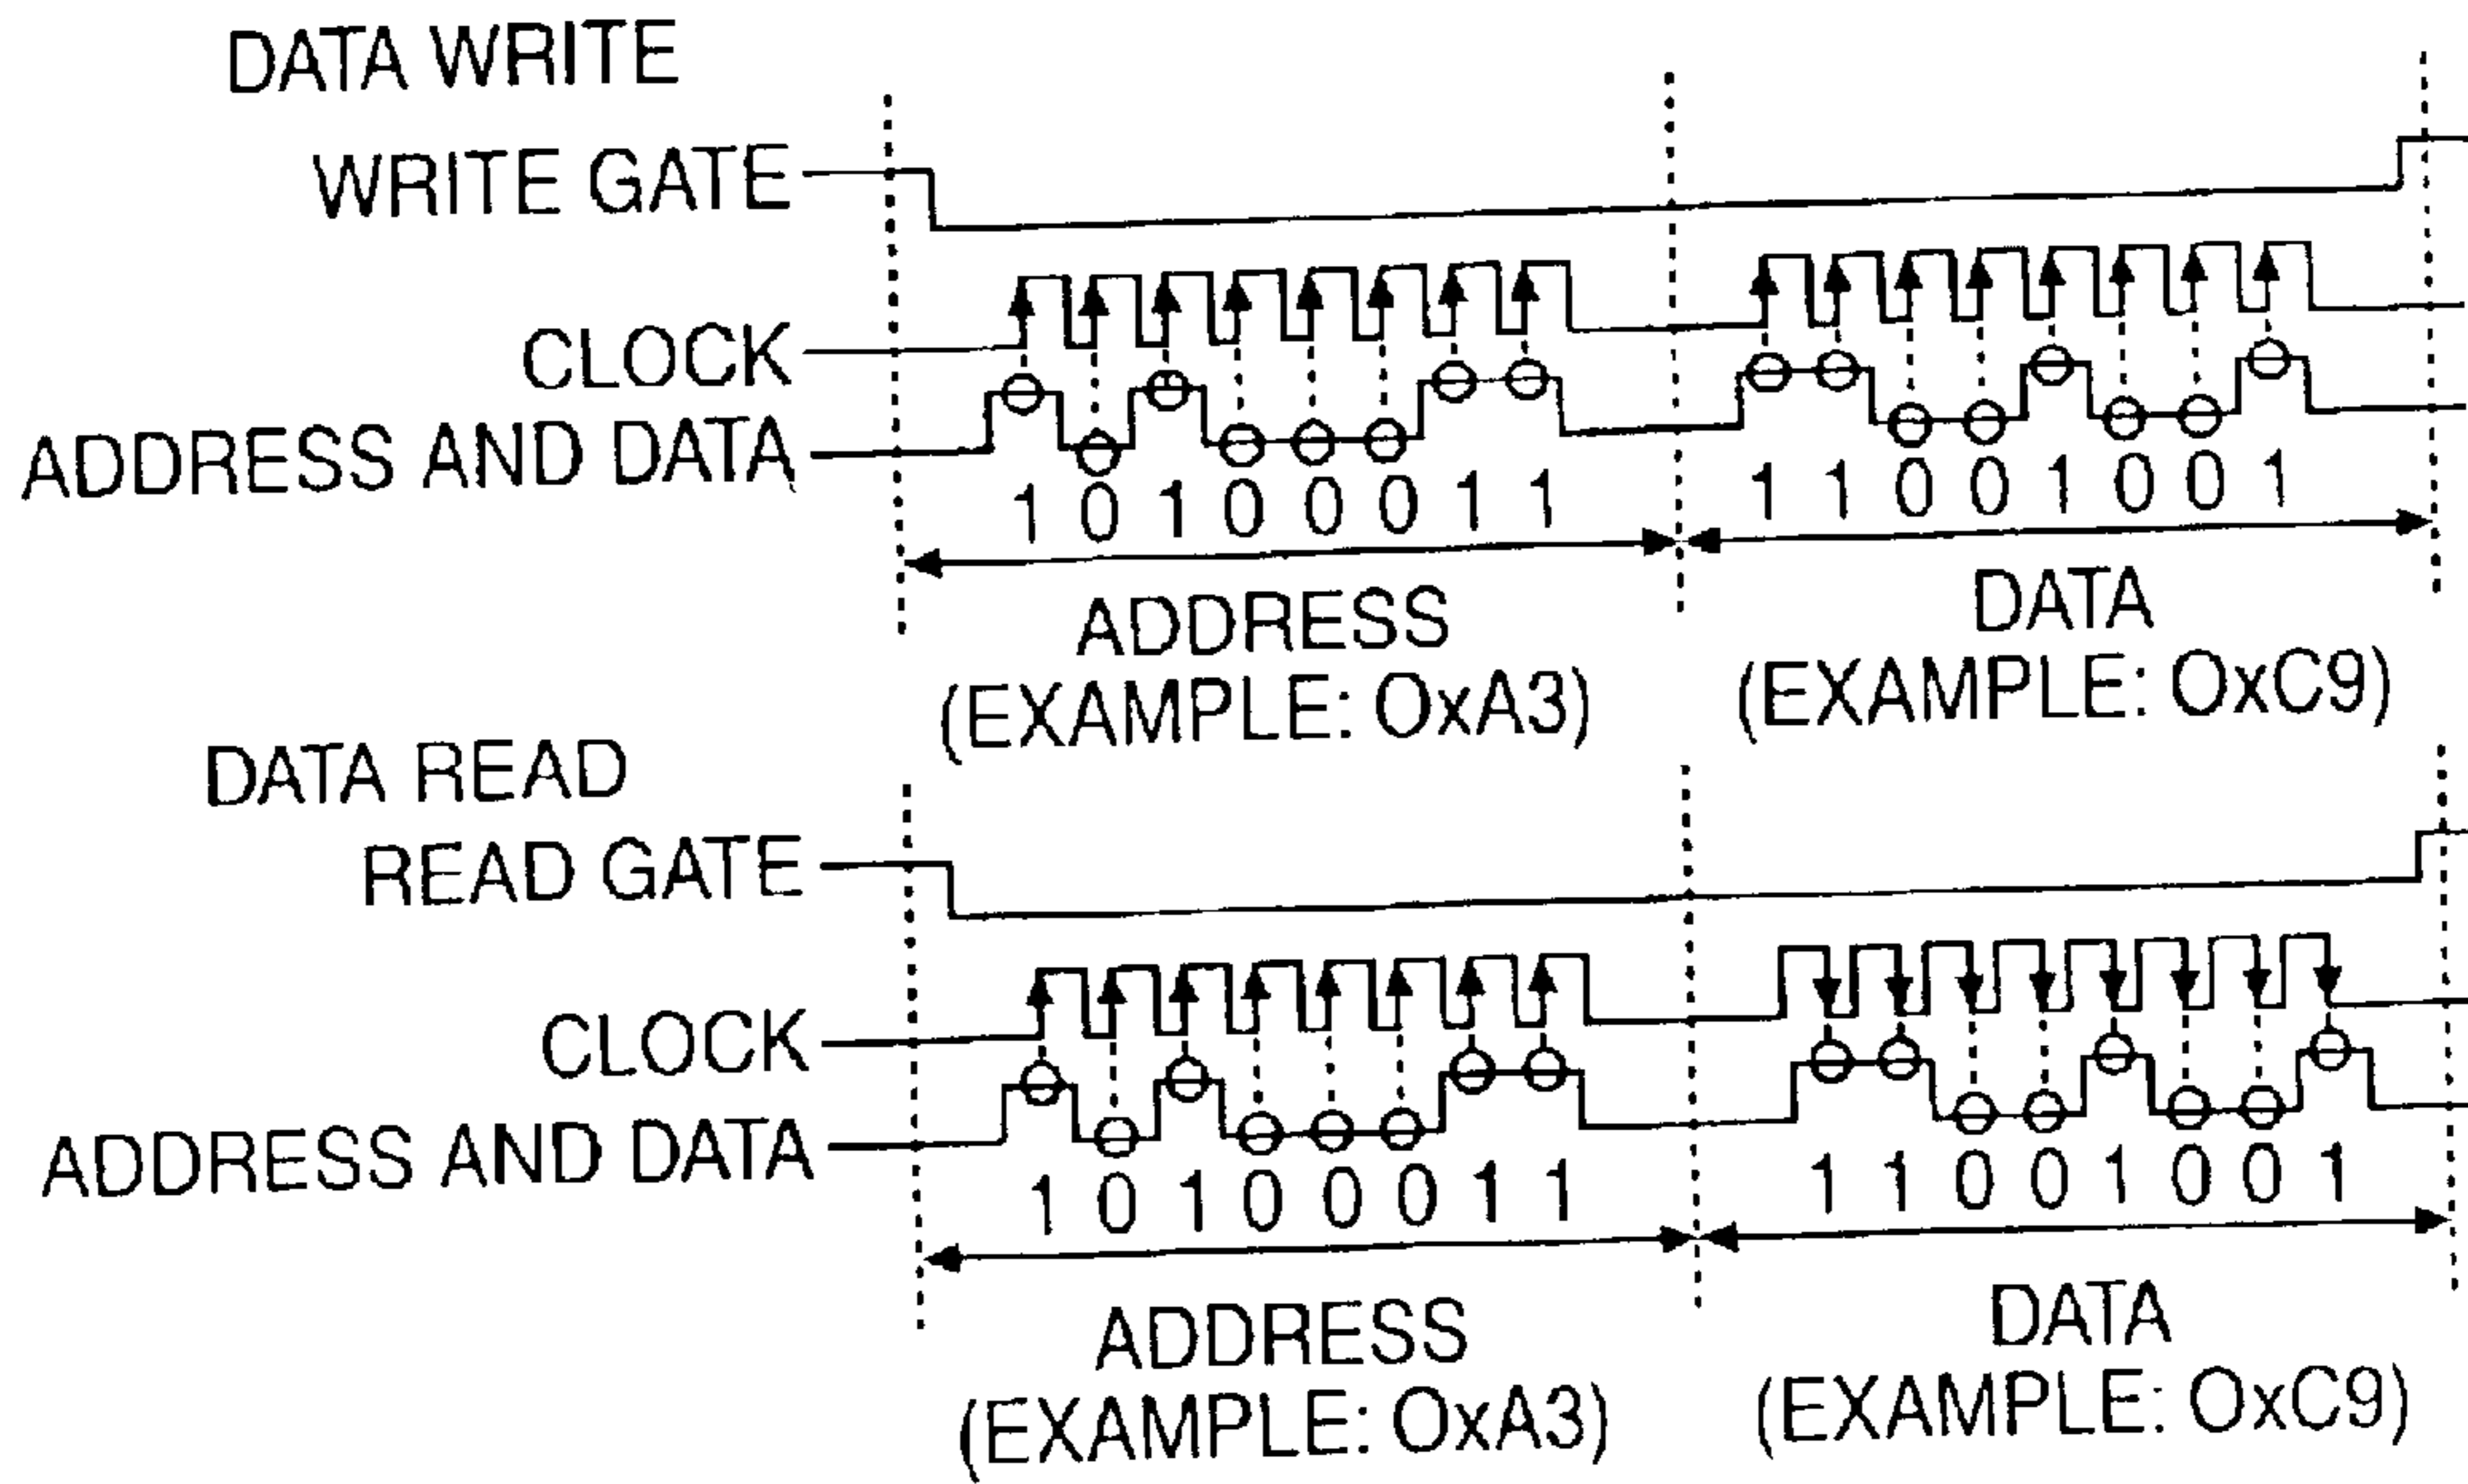 DATA WRITE
WRITE GATE
CLOCK
ADDRESS AND DATA
1 0 1 0 0 0 1 1 1 1 0 0 1 0 0 1
ADDRESS DATA
(EXAMPLE: OxA3) (EXAMPLE: OxC9)
DATA READ
READ GATE
CLOCK
ADDRESS AND DATA
1 0 1 0 0 0 1 1 1 1 0 0 1 0 0 1
ADDRESS DATA
(EXAMPLE: OxA3) (EXAMPLE: OxC9)